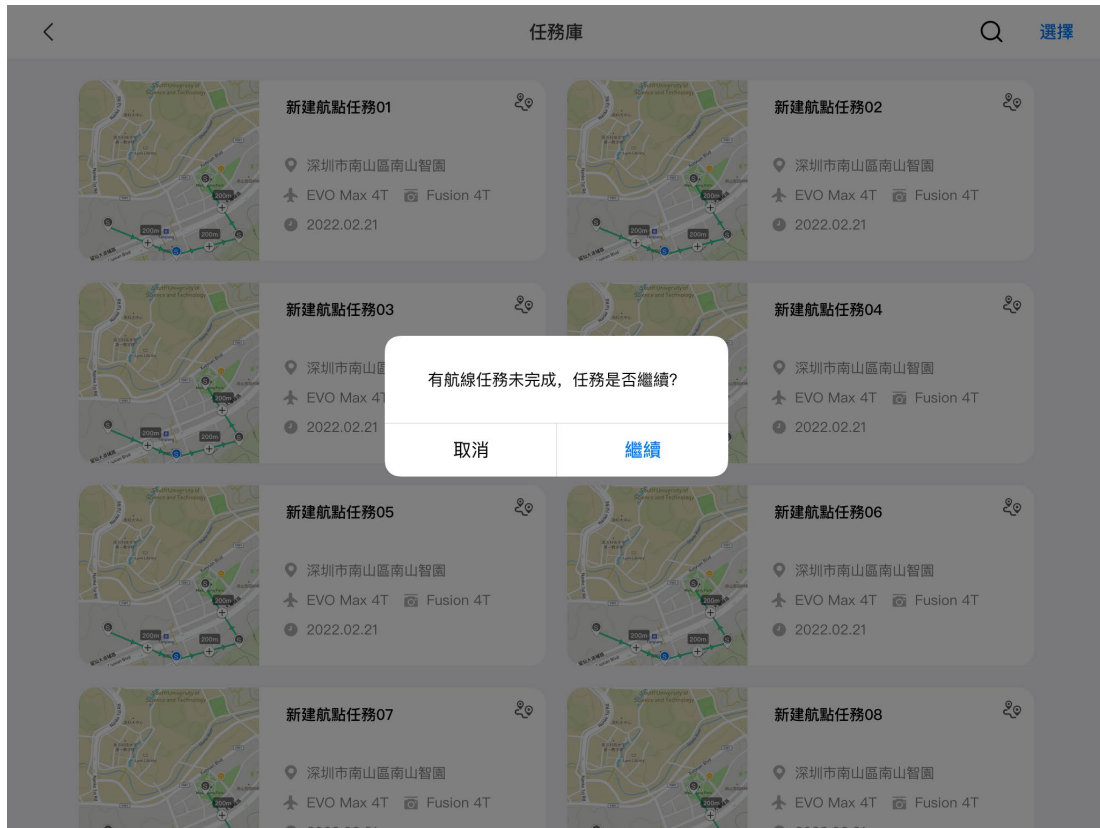 任務庫
選擇
新建航點任務01
深圳市南山區南山智園
EVO Max 4T Fusion 4T
2022.02.21
新建航點任務02
深圳市南山區南山智園
EVO Max 4T Fusion 4T
2022.02.21
新建航點任務03
深圳市南山區
EVO Max 4T
2022.02.21
新建航點任務04
深圳市南山區南山智園
EVO Max 4T Fusion 4T
2022.02.21
有航線任務未完成，任務是否繼續?
取消
繼續
新建航點任務05
深圳市南山區南山智園
EVO Max 4T Fusion 4T
2022.02.21
新建航點任務06
深圳市南山區南山智園
EVO Max 4T Fusion 4T
2022.02.21
新建航點任務07
深圳市南山區南山智園
EVO Max 4T Fusion 4T
新建航點任務08
深圳市南山區南山智園
EVO Max 4T Fusion 4T